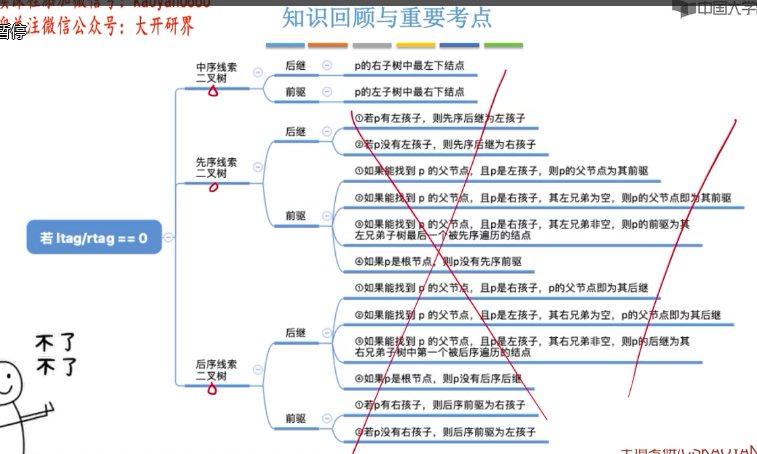 加微信号：kaoyan6666
关注微信公众号：大开研界
暂停
知识回顾与重要考点
中国大学
若 ltag/rtag == 0
中序线索
二叉树
后继
p的右子树中最左下结点
前驱
p的左子树中最右下结点
先序线索
二叉树
后继
①若p有左孩子，则先序后继为左孩子
②若p没有左孩子，则先序后继为右孩子
前驱
①如果能找到 p 的父节点，且p是左孩子，则p的父节点为其前驱
②如果能找到 p 的父节点，且p是右孩子，其左兄弟为空，则p的父节点即为其前驱
③如果能找到 p 的父节点，且p是右孩子，其左兄弟非空，则p的前驱为其
左兄弟子树最后一个被先序遍历的结点
④如果p是根节点，则p没有先序前驱
后序线索
二叉树
后继
①如果能找到 p 的父节点，且p是右孩子，p的父节点即为其后继
②如果能找到 p 的父节点，且p是左孩子，其右兄弟为空，p的父节点即为其后继
③如果能找到 p 的父节点，且p是左孩子，其右兄弟非空，则p的后继为其
右兄弟子树中第一个被后序遍历的结点
④如果p是根节点，则p没有后序后继
前驱
①若p有右孩子，则后序前驱为右孩子
②若p没有右孩子，则后序前驱为左孩子
不了
不了